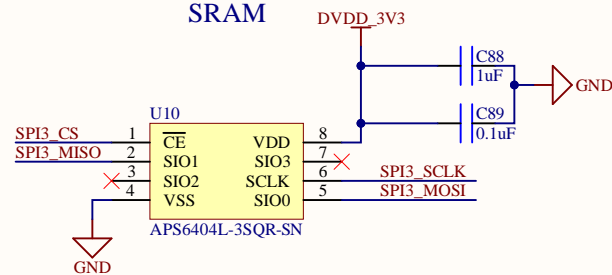 SRAM
DVDD_3V3
C88
1uF
GND
C89
0.1uF
U10
SPI3_CS 1 CE VDD 8
SPI3_MISO 2 SIO1 SIO3 7
3 SIO2 SCLK 6 SPI3_SCLK
4 VSS SIO0 5 SPI3_MOSI
APS6404L-3SQR-SN
GND